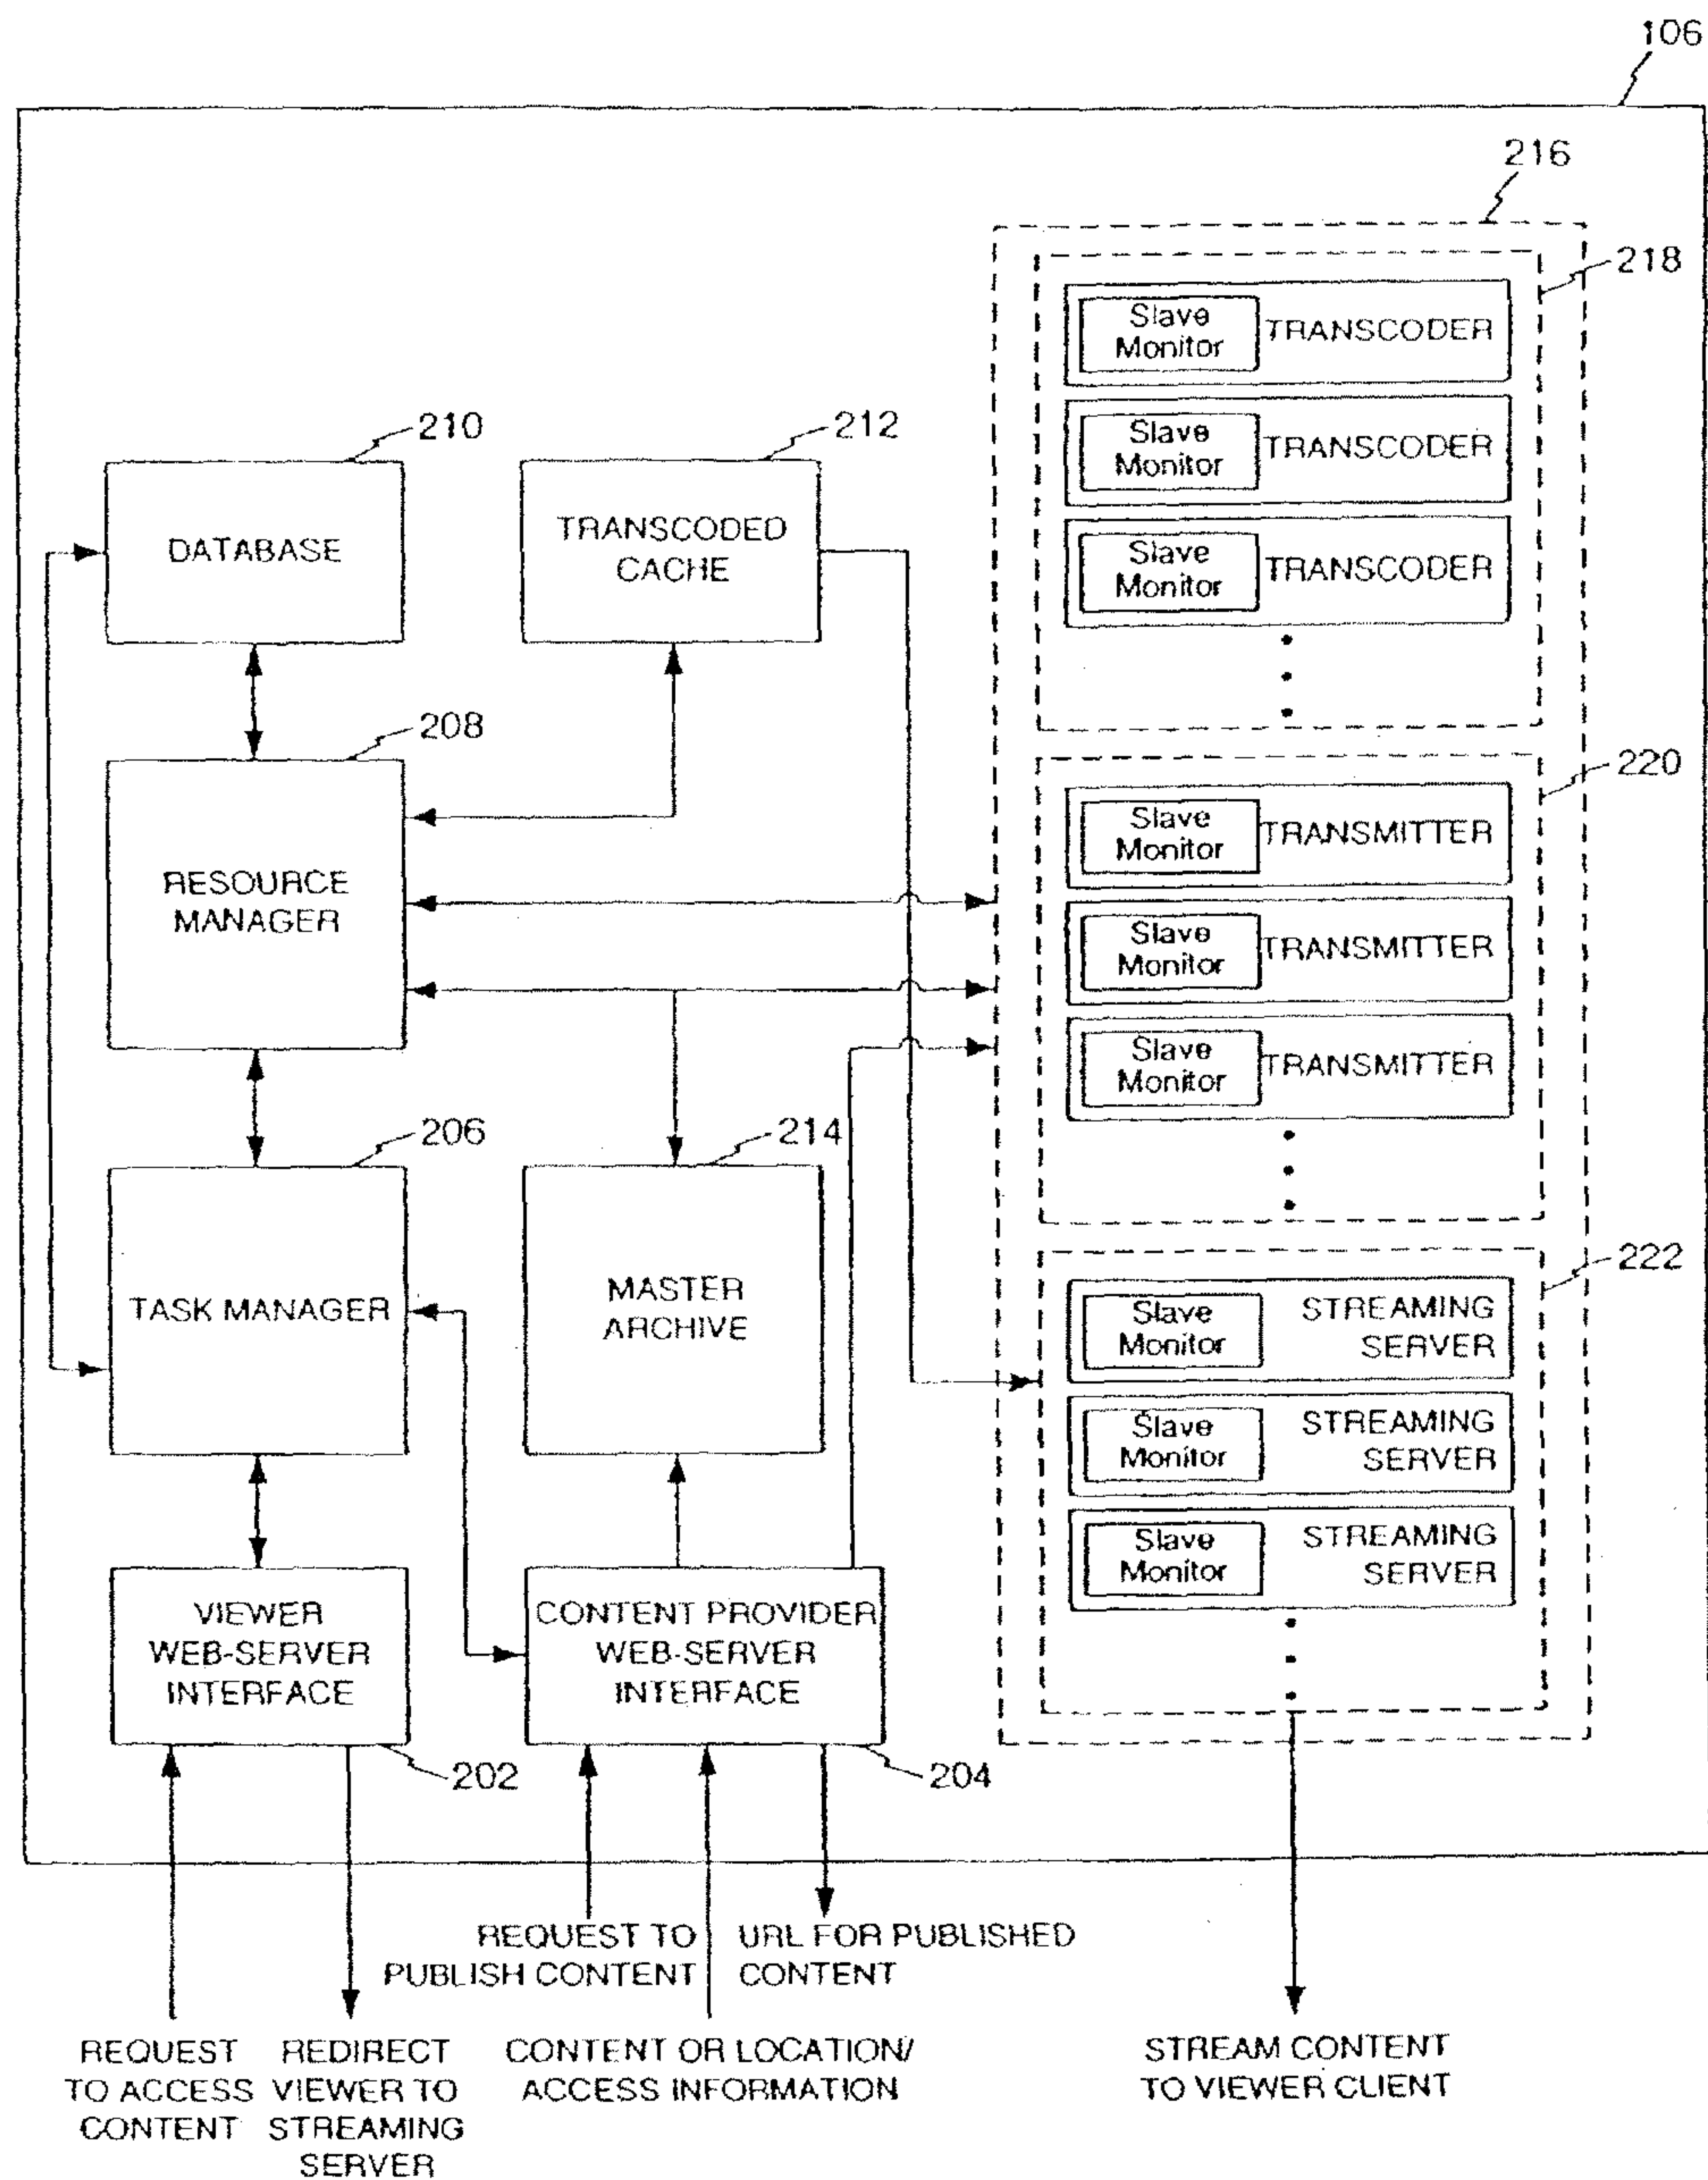 106
216
218
Slave
Monitor
TRANSCODER
Slave
Monitor
TRANSCODER
Slave
Monitor
TRANSCODER
210
DATABASE
212
TRANSCODED
CACHE
208
RESOURCE
MANAGER
220
Slave
Monitor
TRANSMITTER
Slave
Monitor
TRANSMITTER
Slave
Monitor
TRANSMITTER
206
TASK MANAGER
214
MASTER
ARCHIVE
222
Slave
Monitor
STREAMING
SERVER
Slave
Monitor
STREAMING
SERVER
Slave
Monitor
STREAMING
SERVER
VIEWER
WEB-SERVER
INTERFACE
202
CONTENT PROVIDER
WEB-SERVER
INTERFACE
204
REQUEST TO
PUBLISH CONTENT
URL FOR PUBLISHED
CONTENT
REQUEST
TO ACCESS
CONTENT
REDIRECT
VIEWER TO
STREAMING
SERVER
CONTENT OR LOCATION/
ACCESS INFORMATION
STREAM CONTENT
TO VIEWER CLIENT